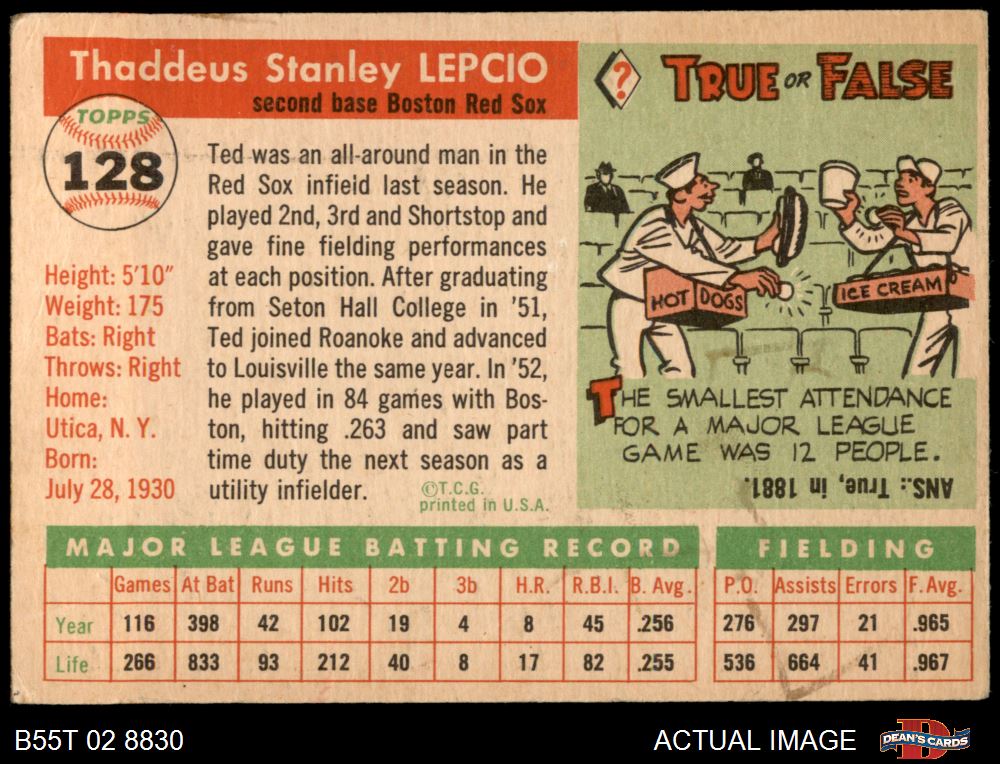 Thaddeus Stanley LEPCIO
second base Boston Red Sox
TOPPS
128
Height: 5'10"
Weight: 175
Bats: Right
Throws: Right
Home:
Utica, N. Y.
Born:
July 28, 1930
Ted was an all-around man in the
Red Sox infield last season. He
played 2nd, 3rd and Shortstop and
gave fine fielding performances
at each position. After graduating
from Seton Hall College in '51,
Ted joined Roanoke and advanced
to Louisville the same year. In '52,
he played in 84 games with Bos-
ton, hitting .263 and saw part
time duty the next season as a
utility infielder.
©T.C.G.
printed in U.S.A.
?
TRUE OR FALSE
HOT DOGS
ICE CREAM
THE SMALLEST ATTENDANCE
FOR A MAJOR LEAGUE
GAME WAS 12 PEOPLE.
ANS.: True, in 1881.
MAJOR LEAGUE BATTING RECORD
Games At Bat Runs Hits 2b 3b H.R. R.B.I. B. Avg.
Year 116 398 42 102 19 4 8 45 .256
Life 266 833 93 212 40 8 17 82 .255
FIELDING
P.O. Assists Errors F. Avg.
276 297 21 .965
536 664 41 .967
B55T 02 8830
ACTUAL IMAGE
D
DEAN'S CARDS